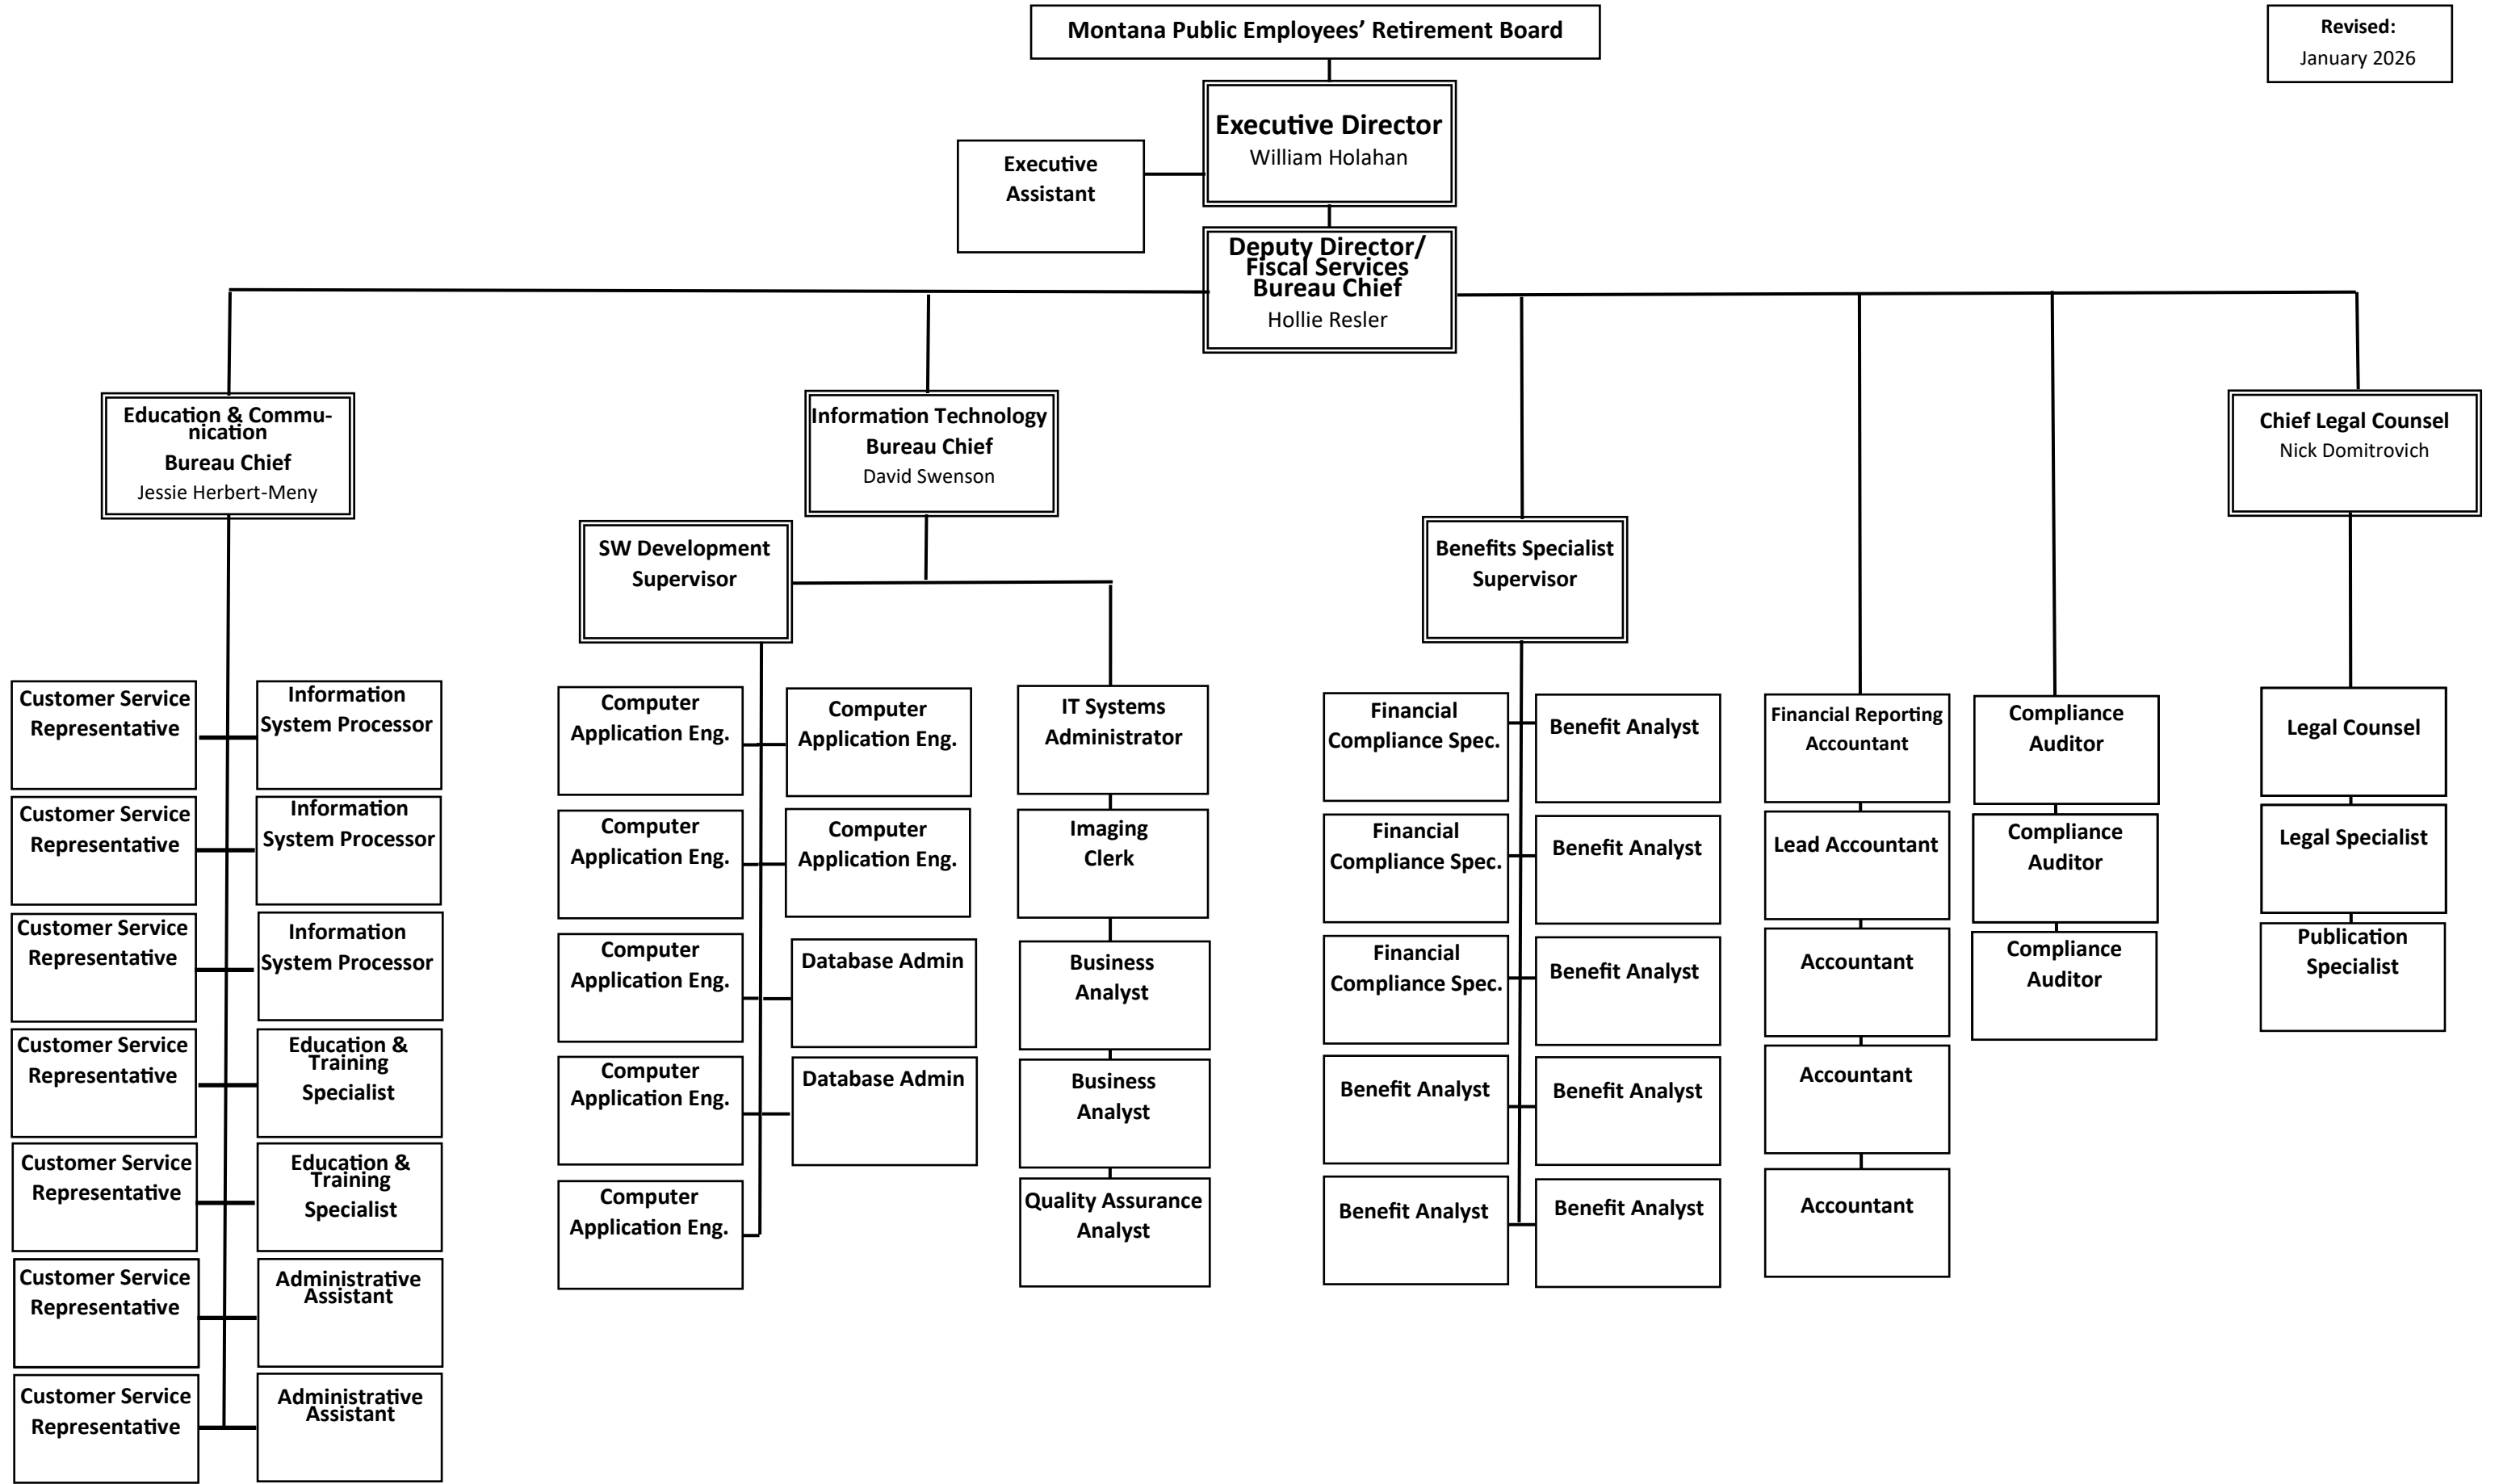 Montana Public Employees’ Retirement Board
Revised:
January 2026
Executive Director
William Holahan
Executive
Assistant
Deputy Director/
Fiscal Services
Bureau Chief
Hollie Resler
Education & Commu-
nication
Bureau Chief
Jessie Herbert-Meny
Information Technology
Bureau Chief
David Swenson
Chief Legal Counsel
Nick Domitrovich
SW Development
Supervisor
Benefits Specialist
Supervisor
Customer Service
Representative
Customer Service
Representative
Customer Service
Representative
Customer Service
Representative
Customer Service
Representative
Customer Service
Representative
Customer Service
Representative
Information
System Processor
Information
System Processor
Information
System Processor
Education &
Training
Specialist
Education &
Training
Specialist
Administrative
Assistant
Administrative
Assistant
Computer
Application Eng.
Computer
Application Eng.
Computer
Application Eng.
Computer
Application Eng.
Computer
Application Eng.
Computer
Application Eng.
Computer
Application Eng.
Database Admin
Database Admin
IT Systems
Administrator
Imaging
Clerk
Business
Analyst
Business
Analyst
Quality Assurance
Analyst
Financial
Compliance Spec.
Financial
Compliance Spec.
Financial
Compliance Spec.
Benefit Analyst
Benefit Analyst
Benefit Analyst
Benefit Analyst
Benefit Analyst
Benefit Analyst
Benefit Analyst
Financial Reporting
Accountant
Lead Accountant
Accountant
Accountant
Accountant
Compliance
Auditor
Compliance
Auditor
Compliance
Auditor
Legal Counsel
Legal Specialist
Publication
Specialist